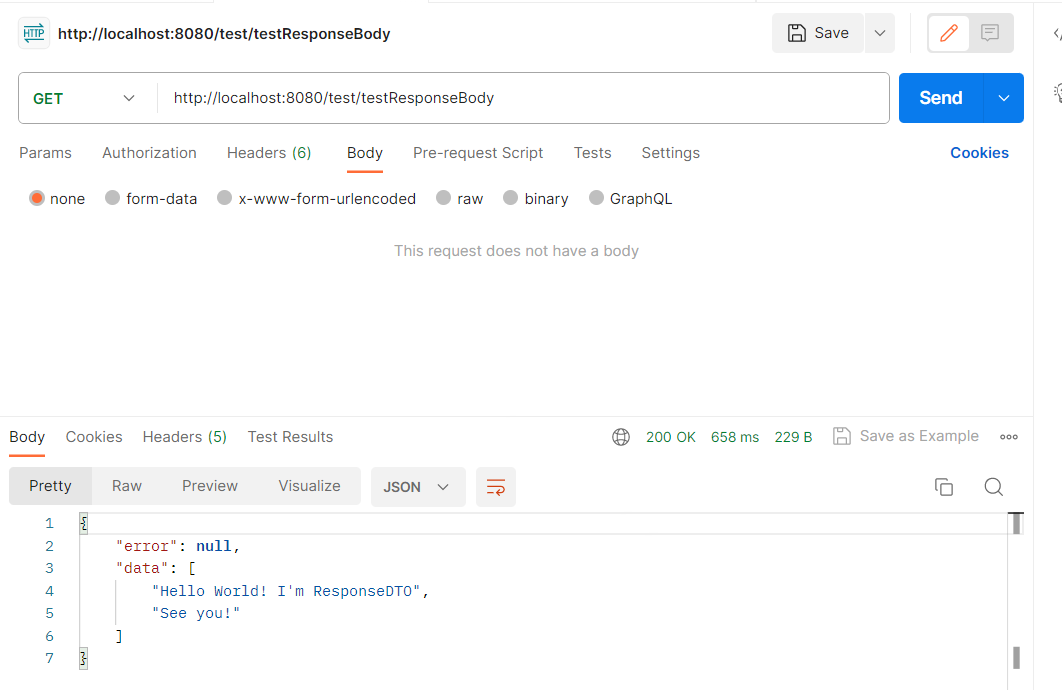 HTTP http://localhost:8080/test/testResponseBody Save
GET http://localhost:8080/test/testResponseBody Send
Params Authorization Headers (6) Body Pre-request Script Tests Settings Cookies
none form-data x-www-form-urlencoded raw binary GraphQL
This request does not have a body
Body Cookies Headers (5) Test Results 200 OK 658 ms 229 B Save as Example
Pretty Raw Preview Visualize JSON
1 {
2 "error": null,
3 "data": [
4 "Hello World! I'm ResponseDTO",
5 "See you!"
6 ]
7 }